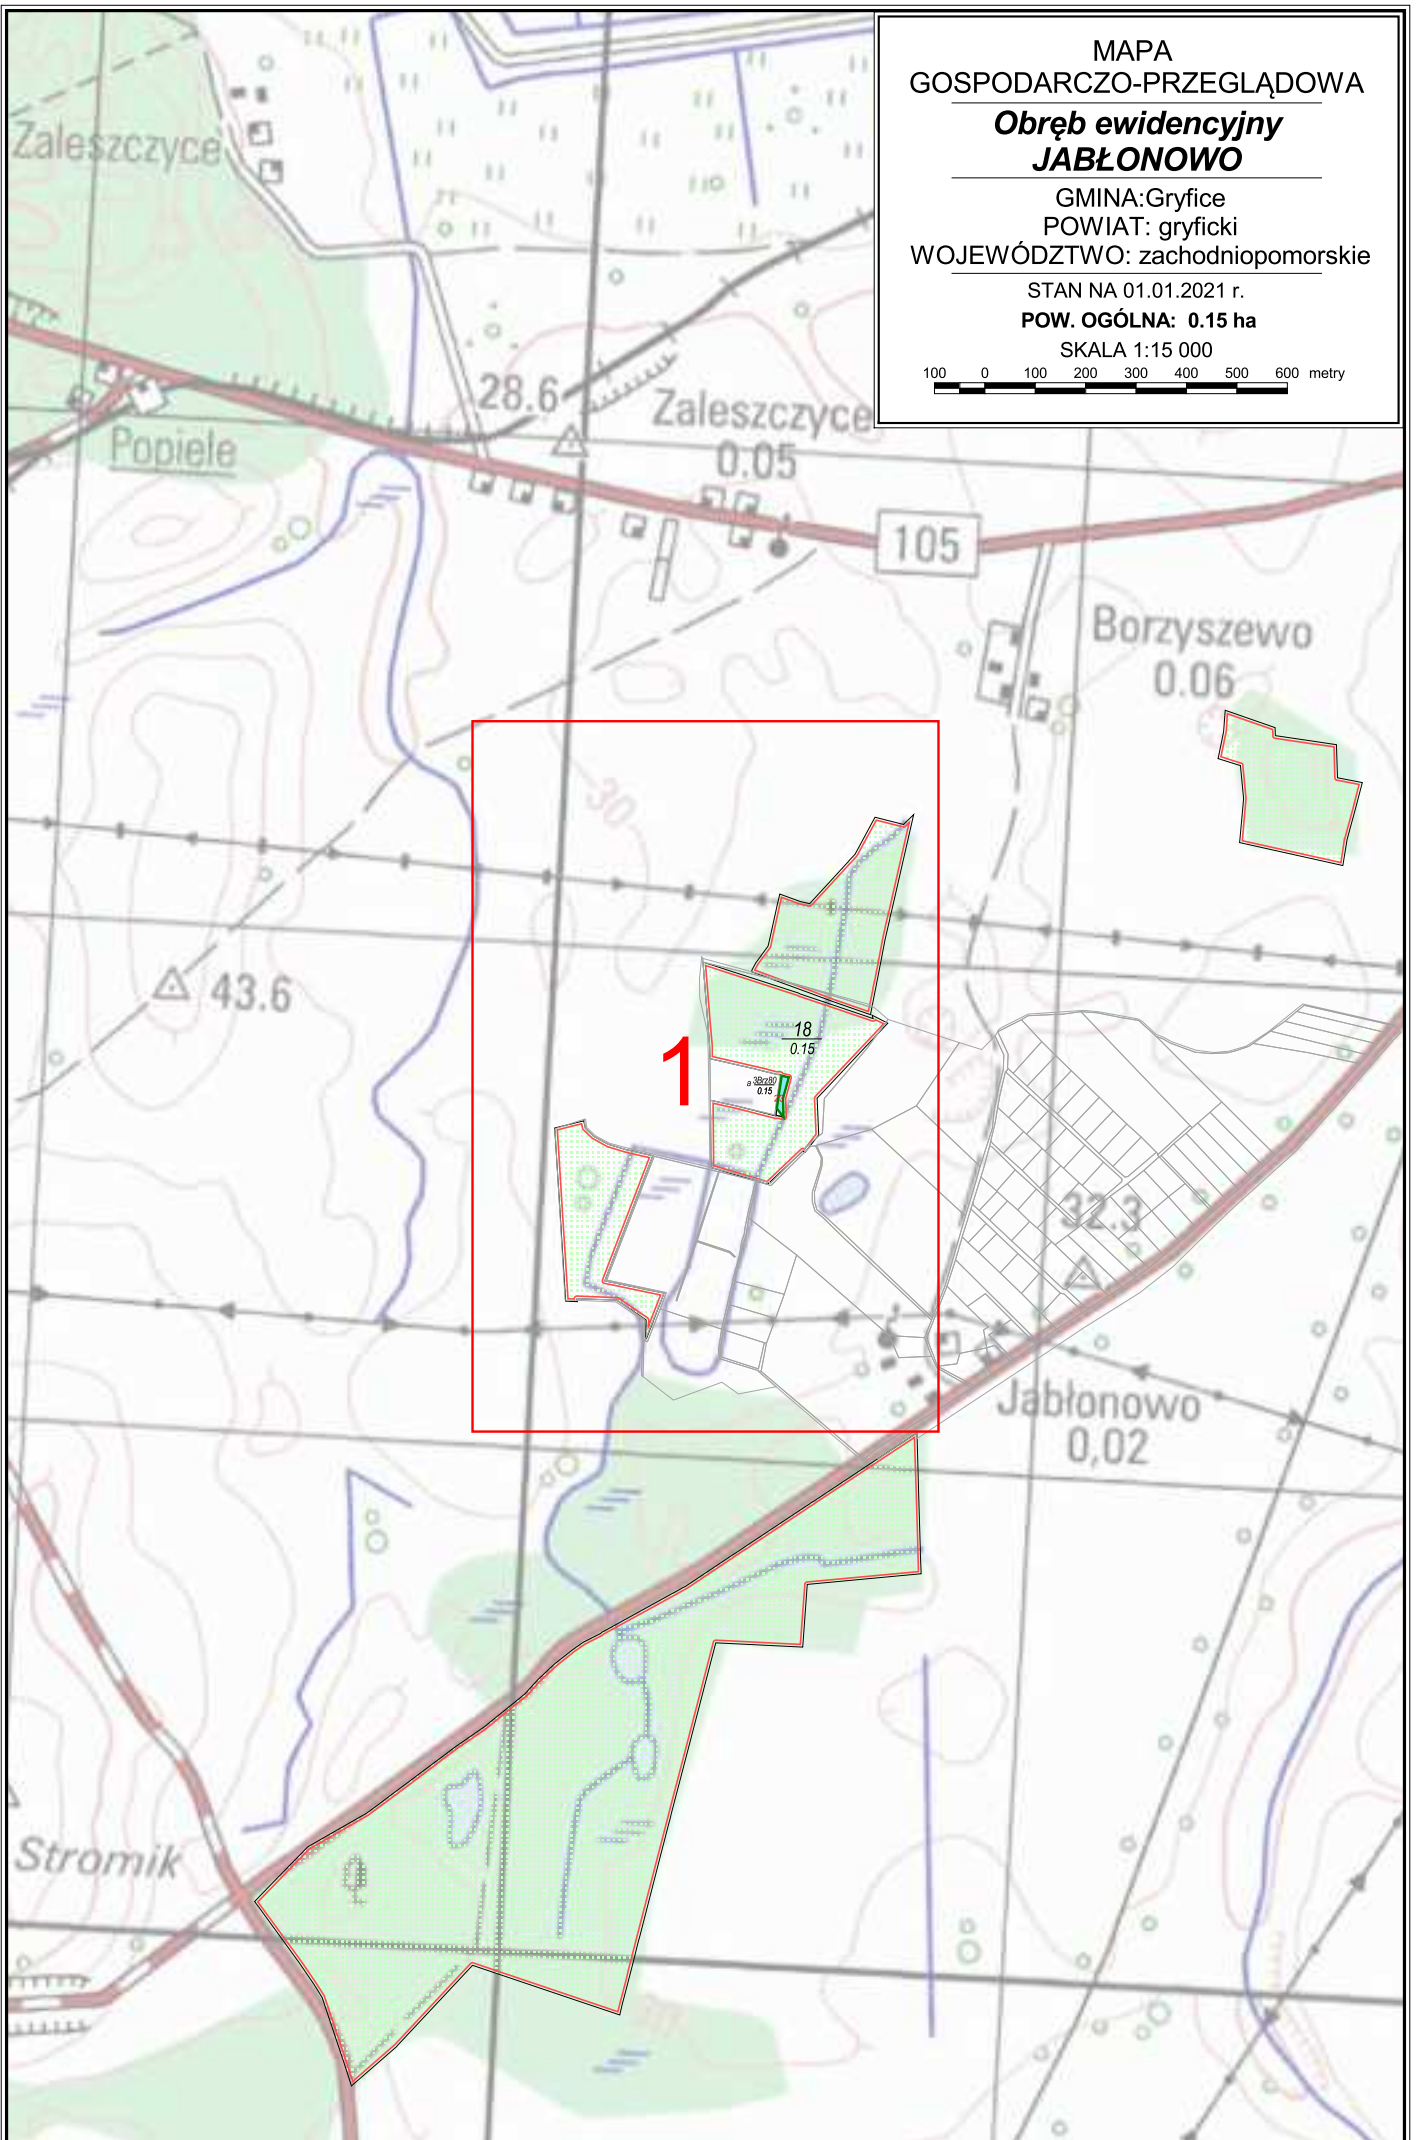 MAPA
GOSPODARCZO-PRZEGLĄDOWA
Obręb ewidencyjny
JABŁONOWO
GMINA:Gryfice
POWIAT: gryficki
WOJEWÓDZTWO: zachodniopomorskie
STAN NA 01.01.2021 r.
POW. OGÓLNA: 0.15 ha
SKALA 1:15 000
100 0 100 200 300 400 500 600 metry
Zaleszczyce
28.6
Zaleszczyce
0.05
Popiele
105
Borzyszewo
0.06
30
43.6
18
0.15
1
a 3Brz80
0.15
32.3
Jabłonowo
0,02
Stromik